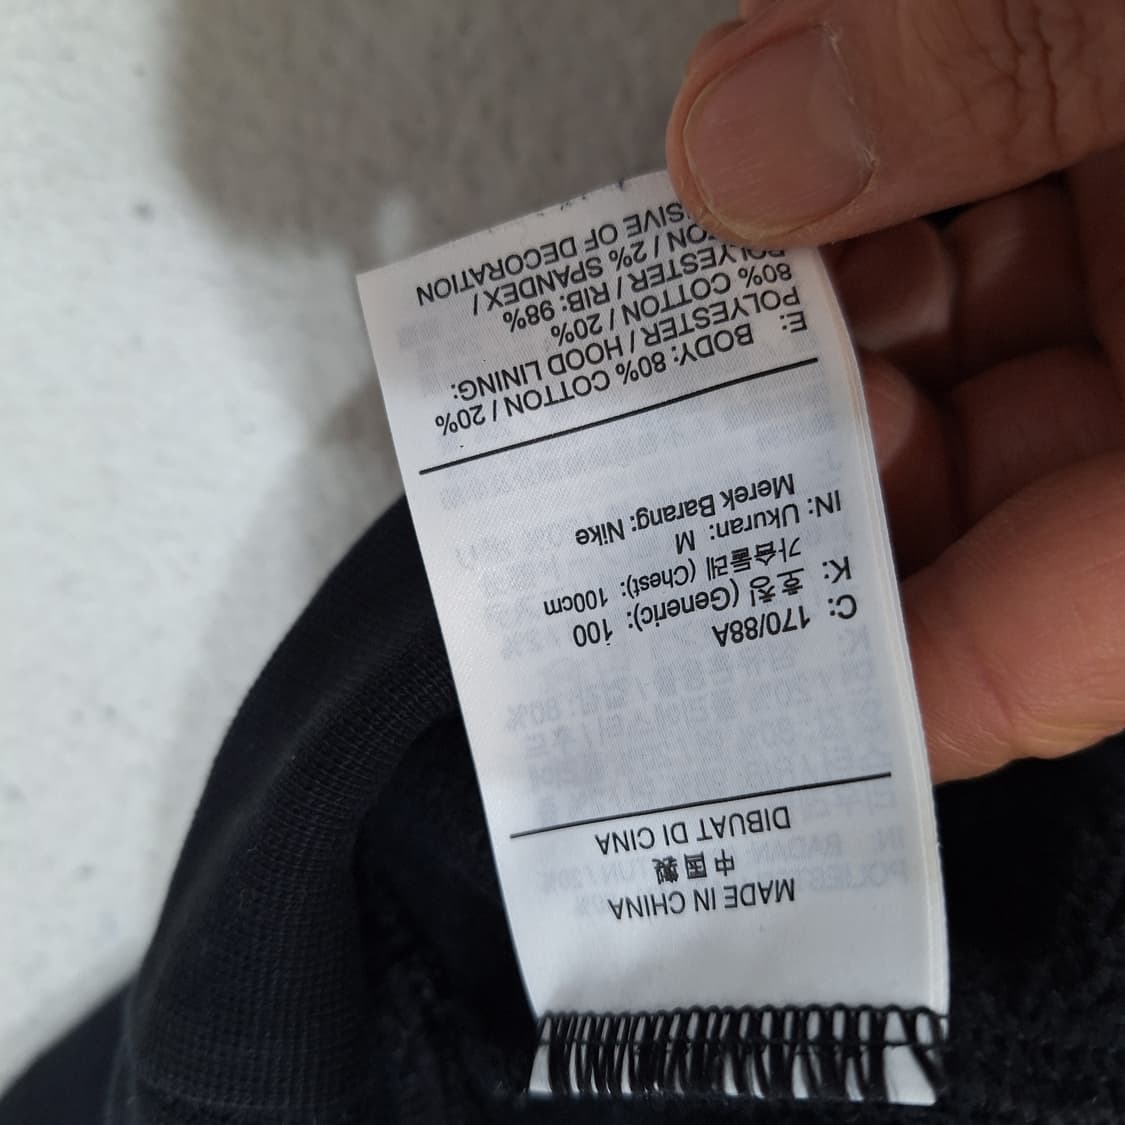 MADE IN CHINA
中国製
DIBUAT DI CINA
C: 170/88A
K: 호칭 (Generic): 100
가슴둘레 (Chest): 100cm
IN: Ukuran: M
Merek Barang: Nike
E: BODY: 80% COTTON / 20%
POLYESTER / HOOD LINING:
80% COTTON / 20%
POLYESTER / RIB: 98%
/ 2% SPANDEX /
OF DECORATION